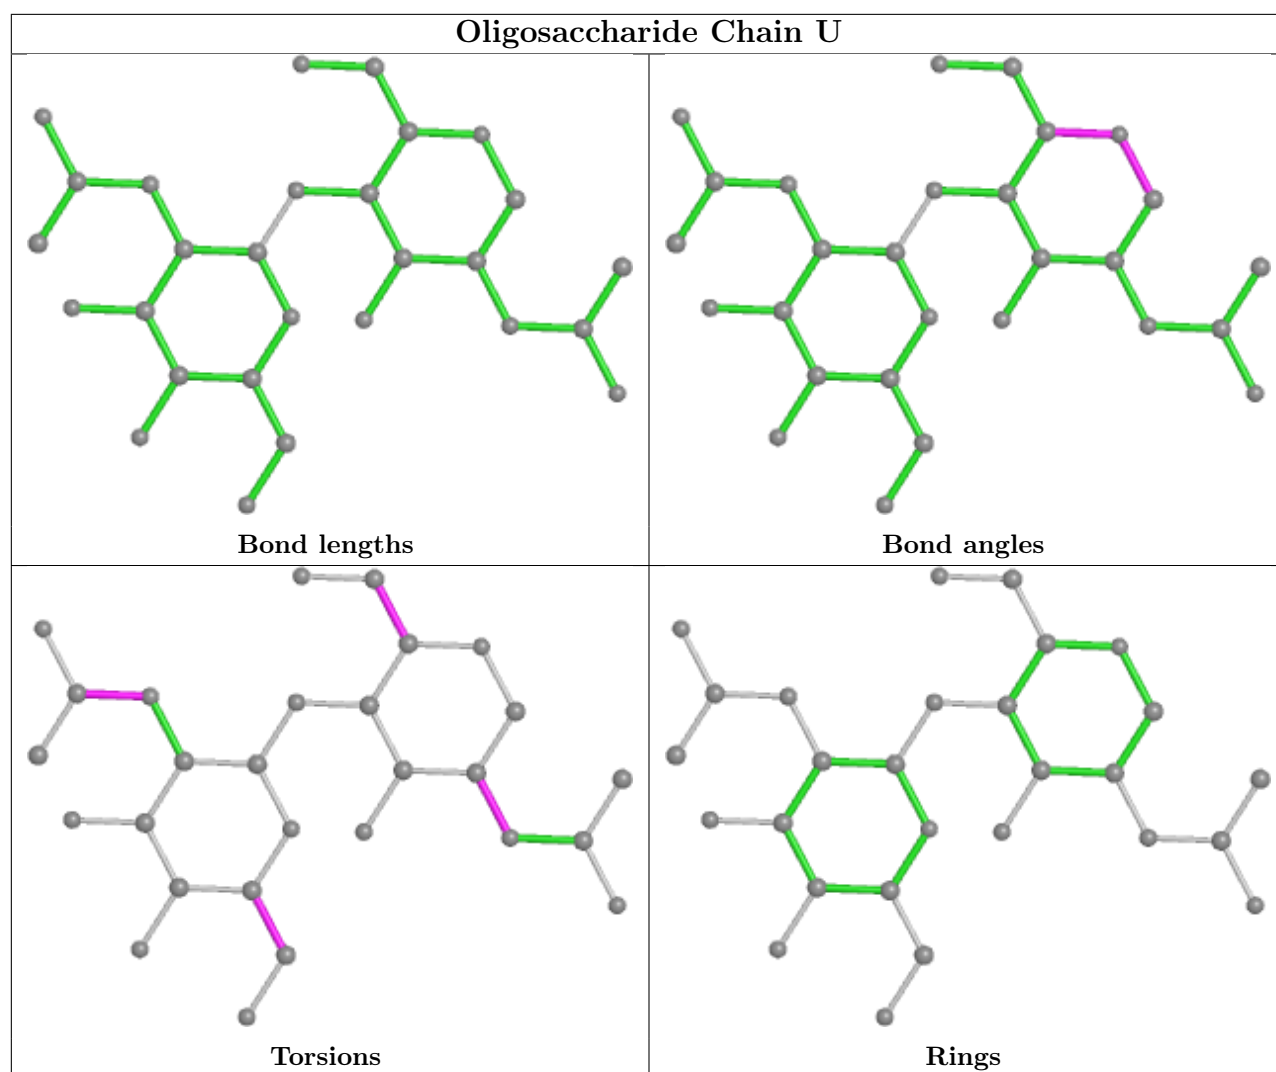 Oligosaccharide Chain U
Bond lengths
Bond angles
Torsions
Rings